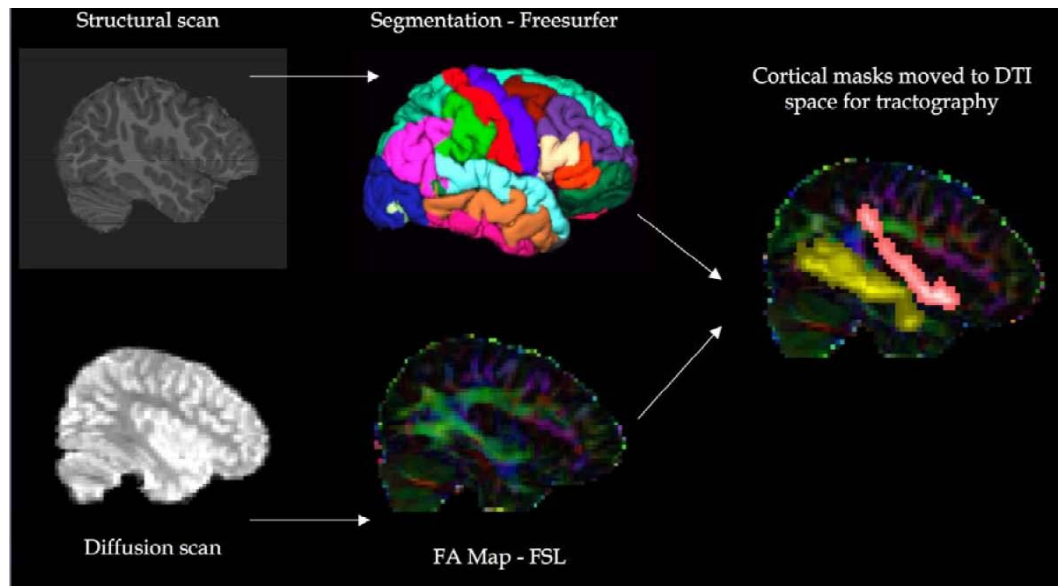 Structural scan
Segmentation - Freesurfer
Cortical masks moved to DTI
space for tractography
Diffusion scan
FA Map - FSL